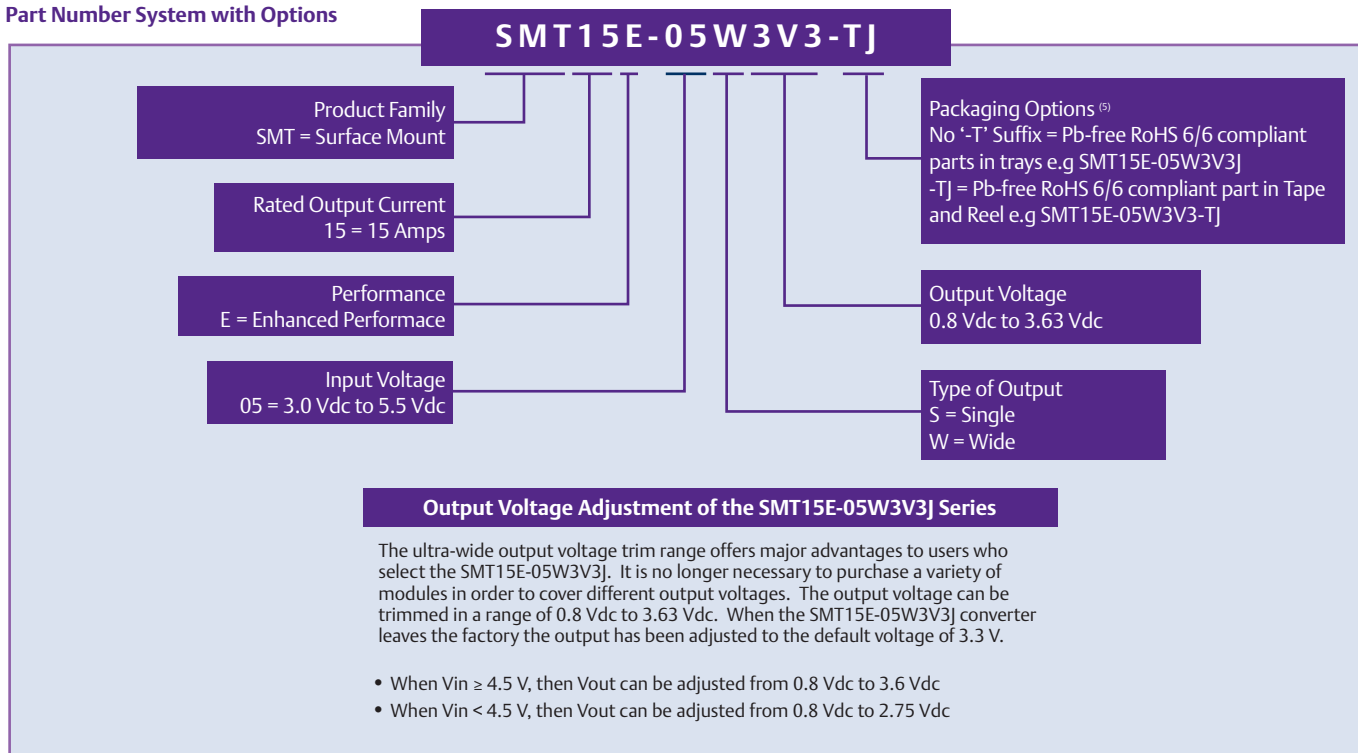 Part Number System with Options
SMT15E-05W3V3-TJ
Product Family
SMT = Surface Mount
Rated Output Current
15 = 15 Amps
Performance
E = Enhanced Performace
Input Voltage
05 = 3.0 Vdc to 5.5 Vdc
Packaging Options (5)
No ‘-T’ Suffix = Pb-free RoHS 6/6 compliant
parts in trays e.g SMT15E-05W3V3J
-TJ = Pb-free RoHS 6/6 compliant part in Tape
and Reel e.g SMT15E-05W3V3-TJ
Output Voltage
0.8 Vdc to 3.63 Vdc
Type of Output
S = Single
W = Wide
Output Voltage Adjustment of the SMT15E-05W3V3J Series
The ultra-wide output voltage trim range offers major advantages to users who
select the SMT15E-05W3V3J. It is no longer necessary to purchase a variety of
modules in order to cover different output voltages. The output voltage can be
trimmed in a range of 0.8 Vdc to 3.63 Vdc. When the SMT15E-05W3V3J converter
leaves the factory the output has been adjusted to the default voltage of 3.3 V.
• When Vin ≥ 4.5 V, then Vout can be adjusted from 0.8 Vdc to 3.6 Vdc
• When Vin < 4.5 V, then Vout can be adjusted from 0.8 Vdc to 2.75 Vdc